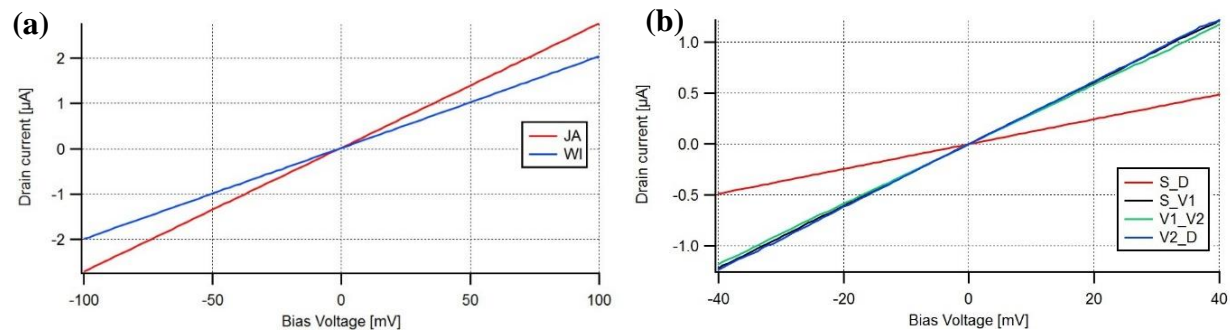 (a)
Drain current [µA]
2
1
0
-1
-2
-100
-50
0
50
100
Bias Voltage [mV]
JA
WI
(b)
Drain current [µA]
1.0
0.5
0.0
-0.5
-1.0
-40
-20
0
20
40
Bias Voltage [mV]
S_D
S_V1
V1_V2
V2_D